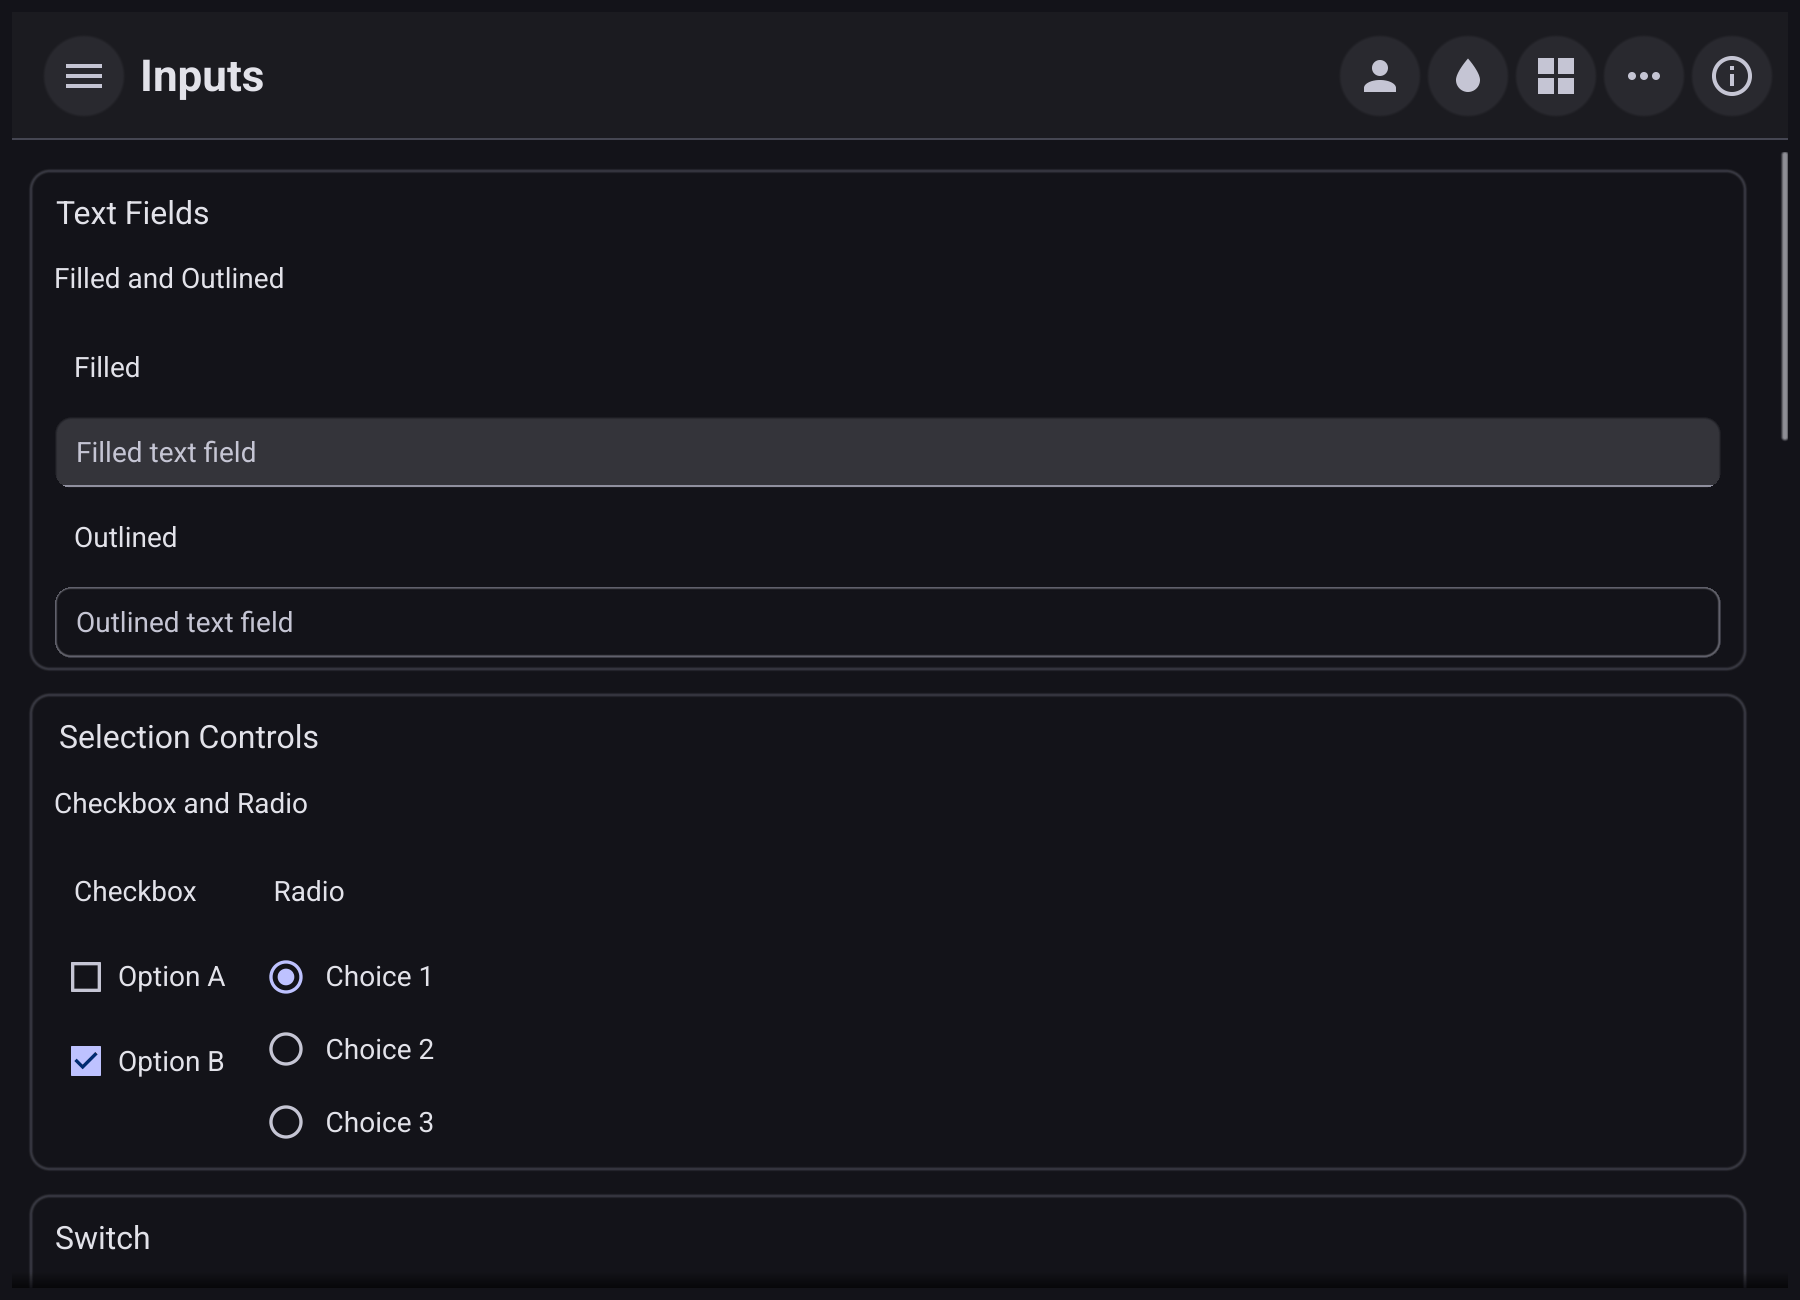 Inputs
Text Fields
Filled and Outlined
Filled
Filled text field
Outlined
Outlined text field
Selection Controls
Checkbox and Radio
Checkbox
Radio
Option A
Choice 1
Option B
Choice 2
Choice 3
Switch